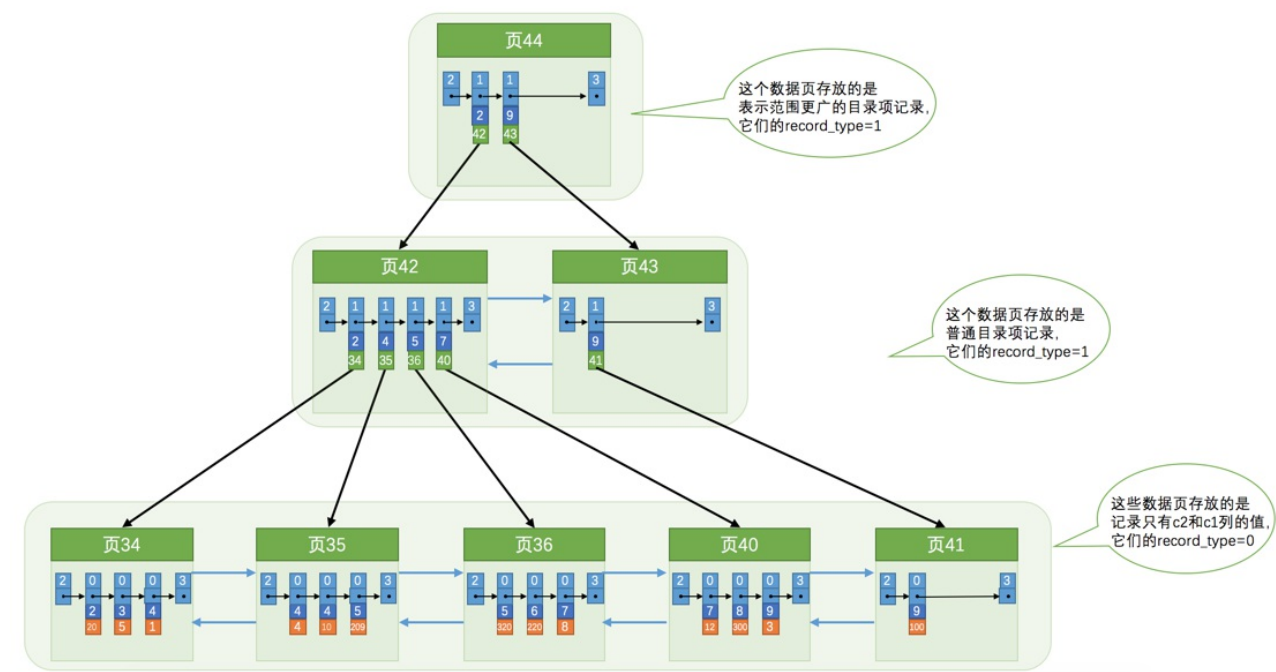 页44
2 1 1 3
2 9
42 43
这个数据页存放的是
表示范围更广的目录项记录,
它们的record_type=1
页42
页43
2 1 1 1 1 3
2 1 3
2 4 5 7
9
34 35 36 40
41
这个数据页存放的是
普通目录项记录,
它们的record_type=1
这些数据页存放的是
记录只有c2和c1列的值,
它们的record_type=0
页34
页35
页36
页40
页41
2 0 0 0 3
2 0 0 0 3
2 0 0 0 3
2 0 0 0 3
2 0 3
2 3 4
4 4 5
5 6 7
7 8 9
9
20 5 1
4 10 209
320 220 8
12 300 3
100